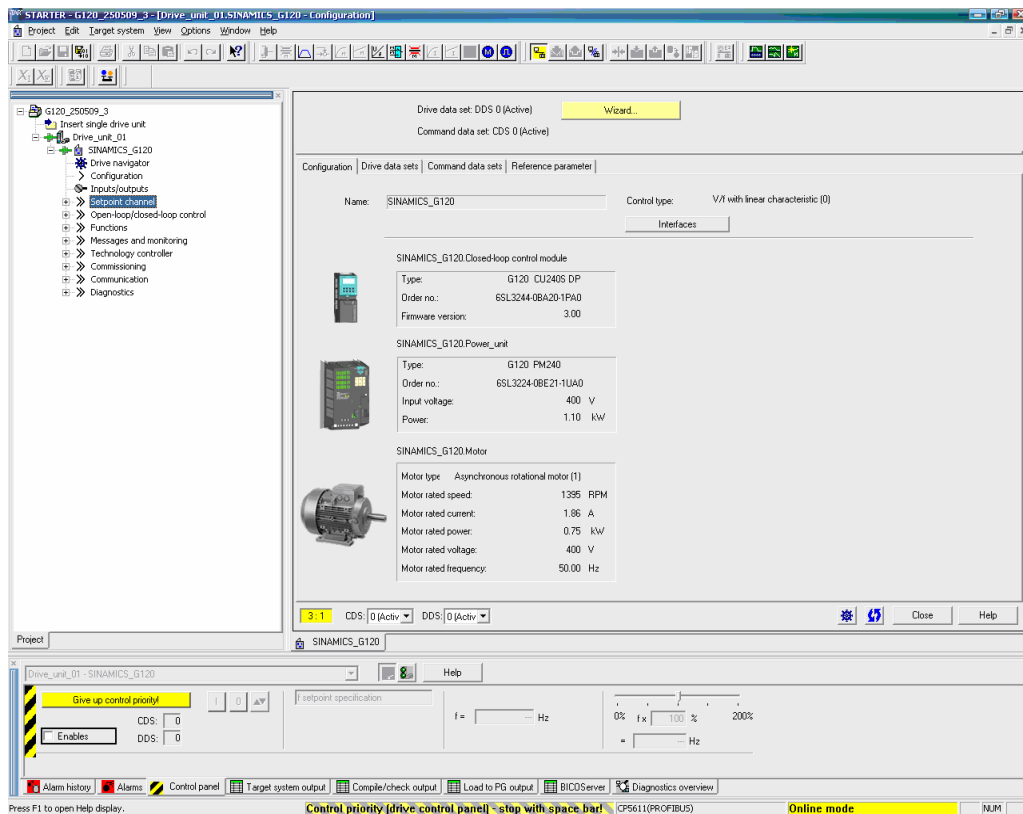 STARTER - G120_250509_3 - [Drive_unit_01.SINAMICS_G120 - Configuration]
Project Edit Target system View Options Window Help
G120_250509_3
Insert single drive unit
Drive_unit_01
SINAMICS_G120
Drive navigator
Configuration
Inputs/outputs
Setpoint channel
Open-loop/closed-loop control
Functions
Messages and monitoring
Technology controller
Commissioning
Communication
Diagnostics
Project
Drive data set: DDS 0 (Active) Wizard...
Command data set: CDS 0 (Active)
Configuration Drive data sets Command data sets Reference parameter
Name: SINAMICS_G120 Control type: V/f with linear characteristic (0)
Interfaces
SINAMICS_G120.Closed-loop control module
Type: G120 CU240S DP
Order no.: 6SL3244-0BA20-1PA0
Firmware version: 3.00
SINAMICS_G120.Power_unit
Type: G120 PM240
Order no.: 6SL3224-0BE21-1UA0
Input voltage: 400 V
Power: 1.10 kW
SINAMICS_G120.Motor
Motor type Asynchronous rotational motor (1)
Motor rated speed: 1395 RPM
Motor rated current: 1.86 A
Motor rated power: 0.75 kW
Motor rated voltage: 400 V
Motor rated frequency: 50.00 Hz
3 : 1 CDS: 0 (Activ DDS: 0 (Activ Close Help
SINAMICS_G120
Drive_unit_01 - SINAMICS_G120 Help
Give up control priority! I 0 f setpoint specification
CDS: 0 f = --- Hz 0% f x 100 % 200%
Enables DDS: 0 = --- Hz
Alarm history Alarms Control panel Target system output Compile/check output Load to PG output BICOServer Diagnostics overview
Press F1 to open Help display. Control priority [drive control panel] - stop with space bar! CP5611(PROFIBUS) Online mode NUM